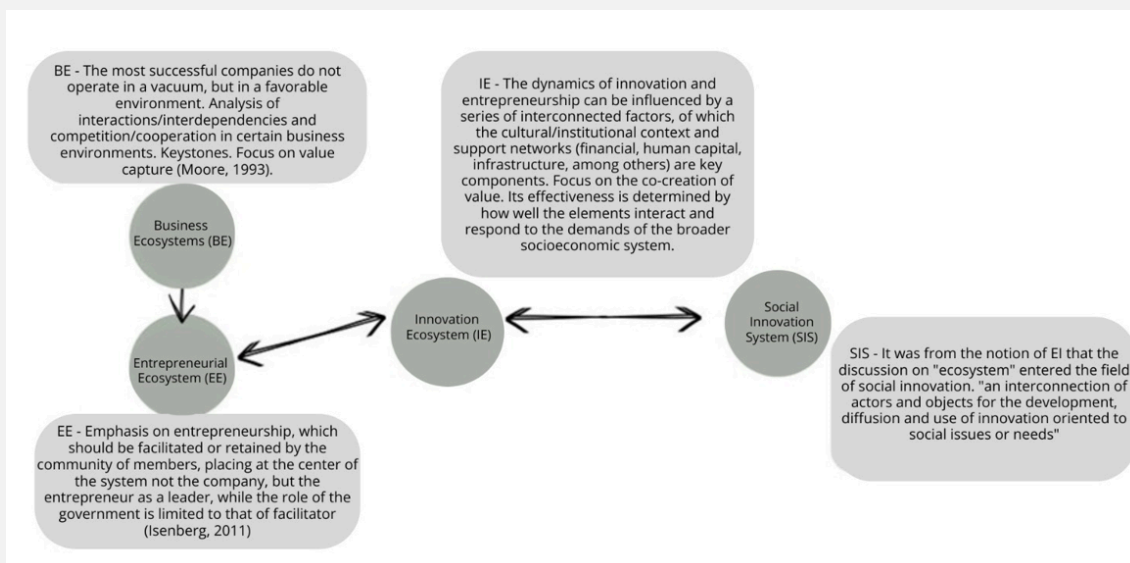 BE - The most successful companies do not
operate in a vacuum, but in a favorable
environment. Analysis of
interactions/interdependencies and
competition/cooperation in certain business
environments. Keystones. Focus on value
capture (Moore, 1993).
Business
Ecosystems (BE)
Entrepreneurial
Ecosystem (EE)
EE - Emphasis on entrepreneurship, which
should be facilitated or retained by the
community of members, placing at the center of
the system not the company, but the
entrepreneur as a leader, while the role of the
government is limited to that of facilitator
(Isenberg, 2011)
IE - The dynamics of innovation and
entrepreneurship can be influenced by a
series of interconnected factors, of which
the cultural/institutional context and
support networks (financial, human capital,
infrastructure, among others) are key
components. Focus on the co-creation of
value. Its effectiveness is determined by
how well the elements interact and
respond to the demands of the broader
socioeconomic system.
Innovation
Ecosystem (IE)
Social
Innovation
System (SIS)
SIS - It was from the notion of EI that the
discussion on "ecosystem" entered the field
of social innovation. "an interconnection of
actors and objects for the development,
diffusion and use of innovation oriented to
social issues or needs"